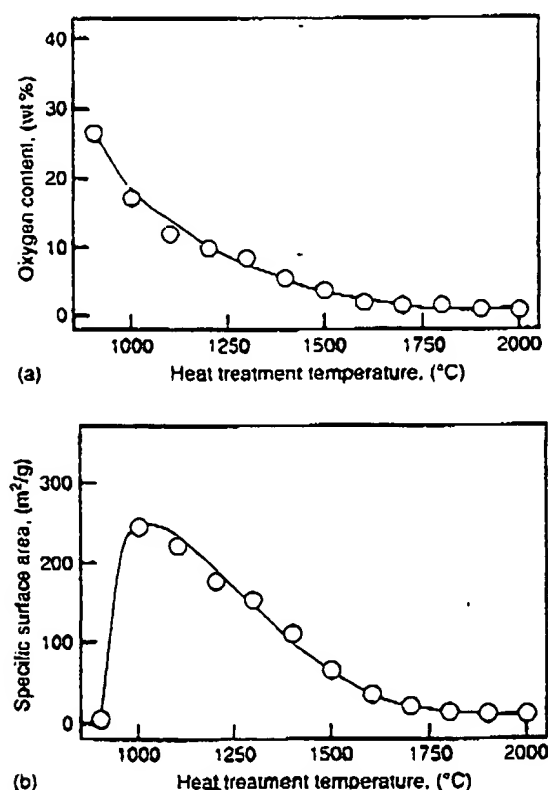 Oxygen content, (wt%)
40
30
20
10
0
1000 1250 1500 1750 2000
(a) Heat treatment temperature, (°C)
Specific surface area, (m²/g)
300
200
100
0
1000 1250 1500 1750 2000
(b) Heat treatment temperature, (°C)